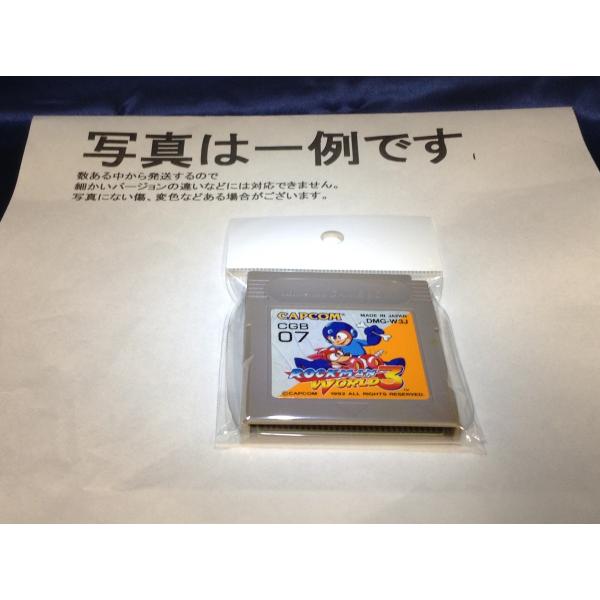 写真は一例です
数ある中から発送するので
細かいバージョンの違いなどには対応できません。
写真にない傷、変色などある場合がございます。
CAPCOM
MADE IN JAPAN
DMG-W3J
CGB
07
ROCKMAN
WORLD 3
©CAPCOM 1992 ALL RIGHTS RESERVED.